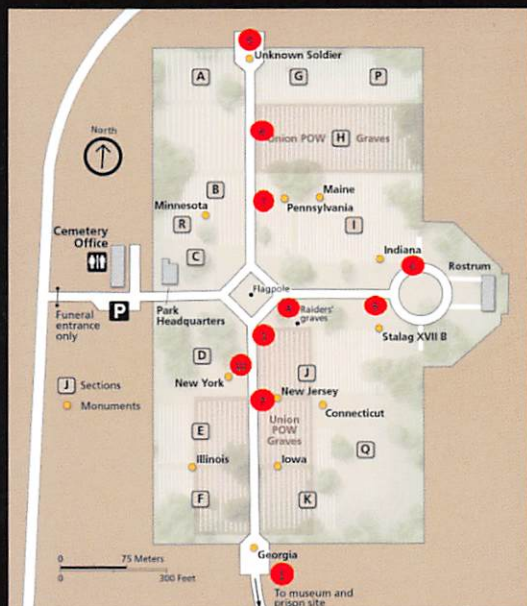 Unknown Soldier
A
G
P
North
Union POW
H
Graves
Maine
B
Pennsylvania
Minnesota
R
I
Cemetery
Office
C
Indiana
Rostrum
Flagpole
P
Funeral
entrance
only
Park
Headquarters
Raiders'
graves
Stalag XVII B
D
New York
J
J Sections
Monuments
New Jersey
Connecticut
E
Union
POW
Graves
Q
Illinois
Iowa
F
K
Georgia
0 75 Meters
0 300 Feet
To museum and
prison site